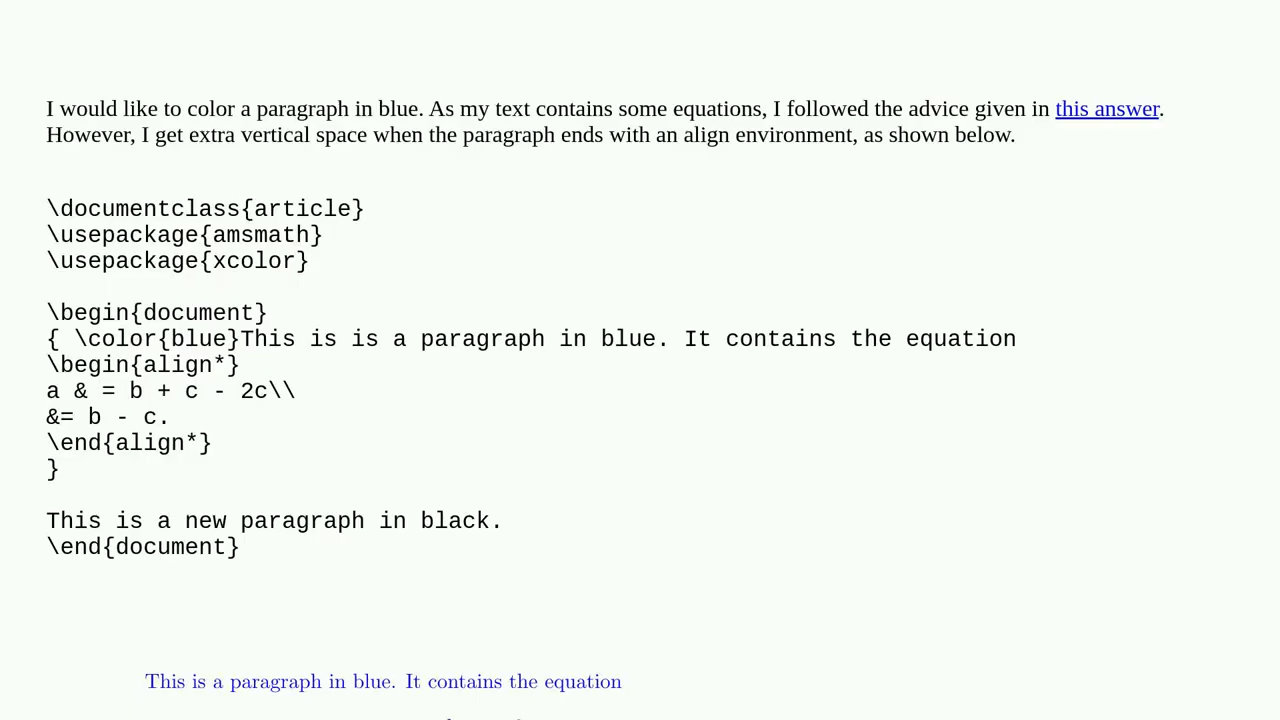 I would like to color a paragraph in blue. As my text contains some equations, I followed the advice given in this answer.
However, I get extra vertical space when the paragraph ends with an align environment, as shown below.
\documentclass{article}
\usepackage{amsmath}
\usepackage{xcolor}
\begin{document}
{ \color{blue}This is is a paragraph in blue. It contains the equation
\begin{align*}
a & = b + c - 2c\\
&= b - c.
\end{align*}
}
This is a new paragraph in black.
\end{document}
This is a paragraph in blue. It contains the equation